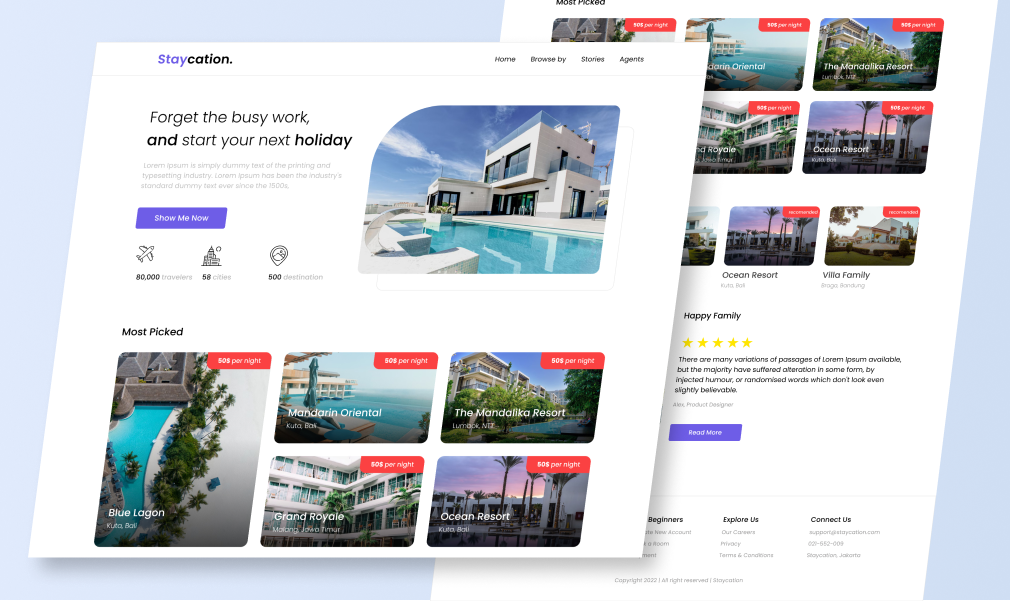 Staycation.
Home Browse by Stories Agents
Forget the busy work,
and start your next holiday
Lorem Ipsum is simply dummy text of the printing and
typesetting industry. Lorem Ipsum has been the industry's
standard dummy text ever since the 1500s,
Show Me Now
80,000 travelers 58 cities 500 destination
Most Picked
50$ per night
Blue Lagon
Kuta, Bali
50$ per night
Mandarin Oriental
Kuta, Bali
50$ per night
The Mandalika Resort
Lumbok, NTZ
50$ per night
Grand Royale
Malang, Jawa Timur
50$ per night
Ocean Resort
Kuta, Bali
Most Picked
50$ per night
50$ per night
darin Oriental
50$ per night
The Mandalika Resort
Lumbok, NTZ
50$ per night
nd Royale
Jawa Timur
50$ per night
Ocean Resort
Kuta, Bali
recomended
Ocean Resort
Kuta, Bali
recomended
Villa Family
Braga, Bandung
Happy Family
There are many variations of passages of Lorem Ipsum available,
but the majority have suffered alteration in some form, by
injected humour, or randomised words which don't look even
slightly believable.
Alex, Product Designer
Read More
Beginners
New Account
a Room
Explore Us
Our Careers
Privacy
Terms & Conditions
Connect Us
support@staycation.com
Staycation, Jakarta
Copyright 2022 | All right reserved | Staycation